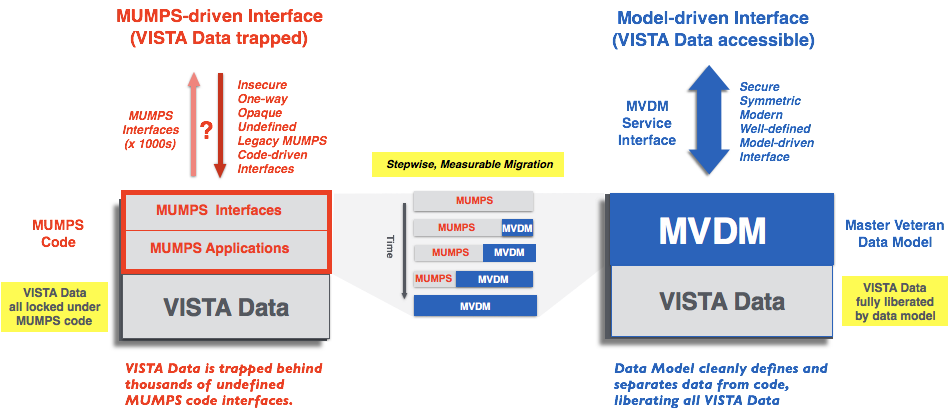 MUMPS-driven Interface
(VISTA Data trapped)
MUMPS
Interfaces
(x 1000s)
?
Insecure
One-way
Opaque
Undefined
Legacy MUMPS
Code-driven
Interfaces
MUMPS
Code
MUMPS Interfaces
MUMPS Applications
VISTA Data
all locked under
MUMPS code
VISTA Data
VISTA Data is trapped behind
thousands of undefined
MUMPS code interfaces.
Stepwise, Measurable Migration
Time
MUMPS
MUMPS MVDM
MUMPS MVDM
MUMPS MVDM
MVDM
Model-driven Interface
(VISTA Data accessible)
MVDM
Service
Interface
Secure
Symmetric
Modern
Well-defined
Model-driven
Interface
MVDM
VISTA Data
Master Veteran
Data Model
VISTA Data
fully liberated
by data model
Data Model cleanly defines and
separates data from code,
liberating all VISTA Data